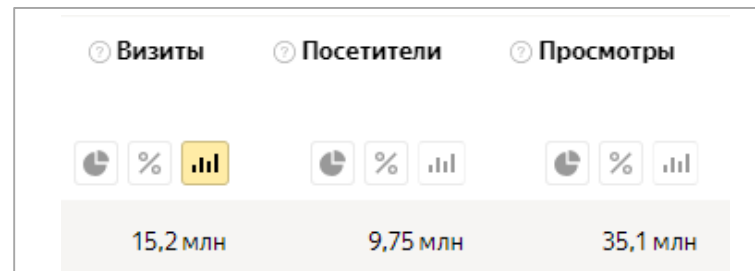 Визиты Посетители Просмотры
15,2 млн 9,75 млн 35,1 млн